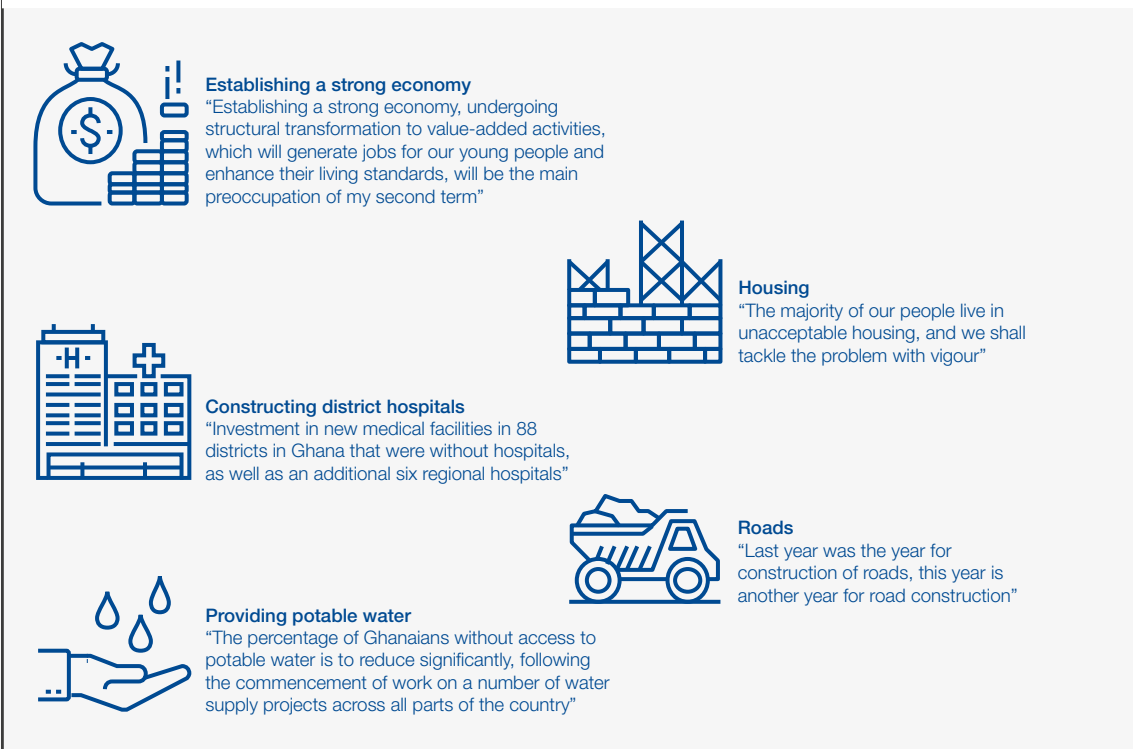 Establishing a strong economy
“Establishing a strong economy, undergoing
structural transformation to value-added activities,
which will generate jobs for our young people and
enhance their living standards, will be the main
preoccupation of my second term”
Housing
“The majority of our people live in
unacceptable housing, and we shall
tackle the problem with vigour”
-H-
Constructing district hospitals
“Investment in new medical facilities in 88
districts in Ghana that were without hospitals,
as well as an additional six regional hospitals”
Roads
“Last year was the year for
construction of roads, this year is
another year for road construction”
Providing potable water
“The percentage of Ghanaians without access to
potable water is to reduce significantly, following
the commencement of work on a number of water
supply projects across all parts of the country”